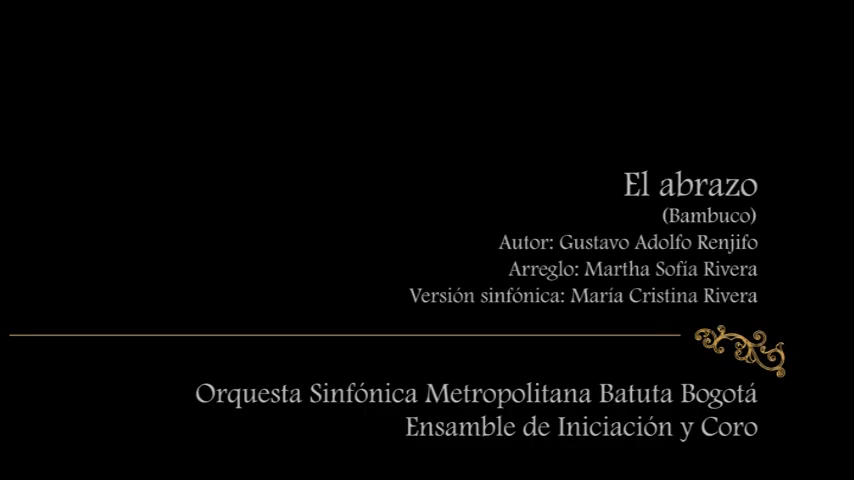 El abrazo
(Bambuco)
Autor: Gustavo Adolfo Renjifo
Arreglo: Martha Sofía Rivera
Versión sinfónica: María Cristina Rivera
Orquesta Sinfónica Metropolitana Batuta Bogotá
Ensamble de Iniciación y Coro